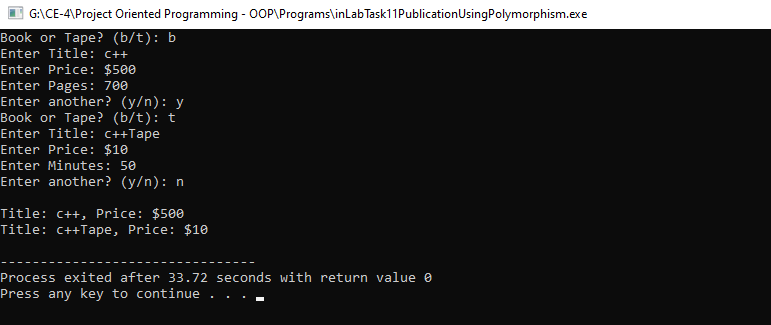 G:\CE-4\Project Oriented Programming - OOP\Programs\inLabTask11PublicationUsingPolymorphism.exe
Book or Tape? (b/t): b
Enter Title: c++
Enter Price: $500
Enter Pages: 700
Enter another? (y/n): y
Book or Tape? (b/t): t
Enter Title: c++Tape
Enter Price: $10
Enter Minutes: 50
Enter another? (y/n): n
Title: c++, Price: $500
Title: c++Tape, Price: $10
--------------------------------
Process exited after 33.72 seconds with return value 0
Press any key to continue . . .